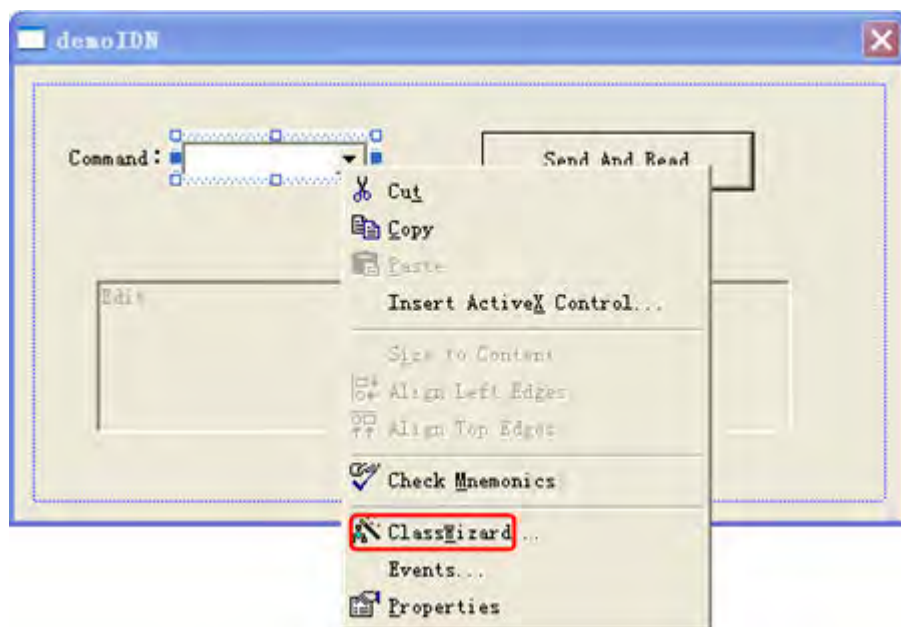 demoIDN
Command:
Send And Read
Edit
Cut
Copy
Paste
Insert ActiveX Control...
Size to Content
Align Left Edges
Align Top Edges
Check Mnemonics
ClassWizard...
Events...
Properties